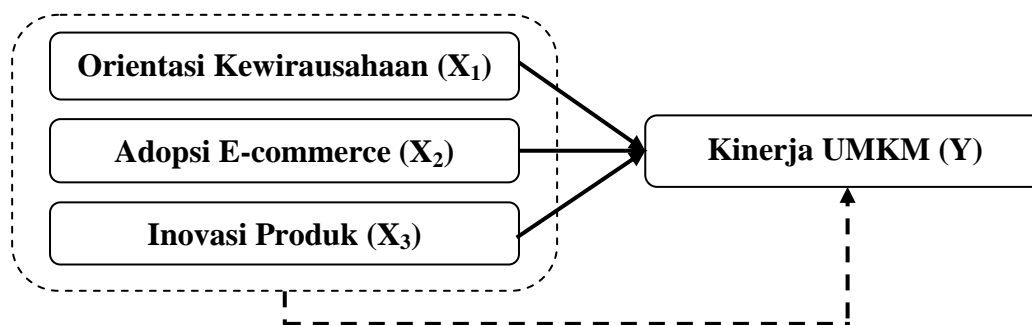 Orientasi Kewirausahaan (X₁)
Adopsi E-commerce (X₂)
Kinerja UMKM (Y)
Inovasi Produk (X₃)